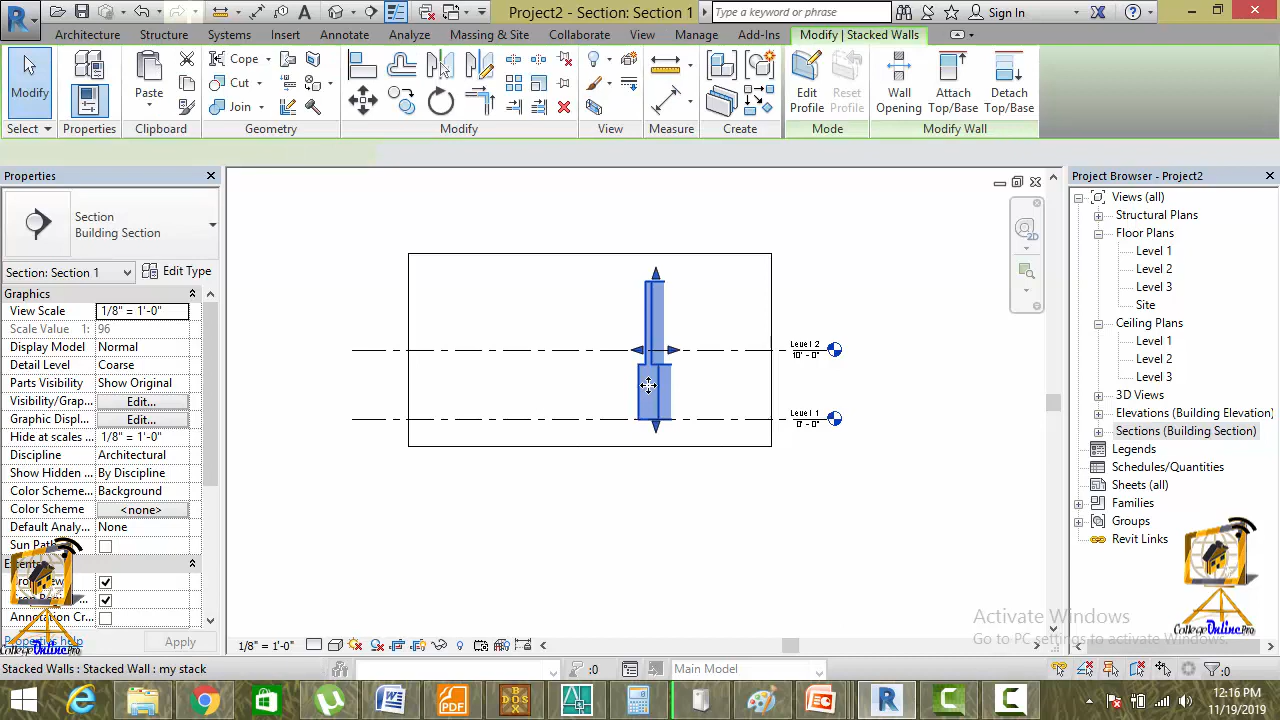 Project2 - Section: Section 1
Type a keyword or phrase
Sign In
Architecture Structure Systems Insert Annotate Analyze Massing & Site Collaborate View Manage Add-Ins Modify | Stacked Walls
Modify
Paste
Cope
Cut
Join
Edit Profile
Reset Profile
Wall Opening
Attach Top/Base
Detach Top/Base
Select Properties Clipboard Geometry Modify View Measure Create Mode Modify Wall
Properties
Section
Building Section
Section: Section 1
Edit Type
Graphics
View Scale 1/8" = 1'-0"
Scale Value 1: 96
Display Model Normal
Detail Level Coarse
Parts Visibility Show Original
Visibility/Grap... Edit...
Graphic Displ... Edit...
Hide at scales ... 1/8" = 1'-0"
Discipline Architectural
Show Hidden ... By Discipline
Color Scheme... Background
Color Scheme <none>
Default Analy... None
Sun Path
Extents
Annotation Cr...
Properties help
Apply
CollegeOnlinePro
Level 2
10' - 0"
Level 1
0' - 0"
Project Browser - Project2
Views (all)
Structural Plans
Floor Plans
Level 1
Level 2
Level 3
Site
Ceiling Plans
Level 1
Level 2
Level 3
3D Views
Elevations (Building Elevation)
Sections (Building Section)
Legends
Schedules/Quantities
Sheets (all)
Families
Groups
Revit Links
CollegeOnlinePro
Activate Windows
Go to PC settings to activate Windows.
1/8" = 1'-0"
Stacked Walls : Stacked Wall : my stack
:0
Main Model
:0
12:16 PM
11/19/2019